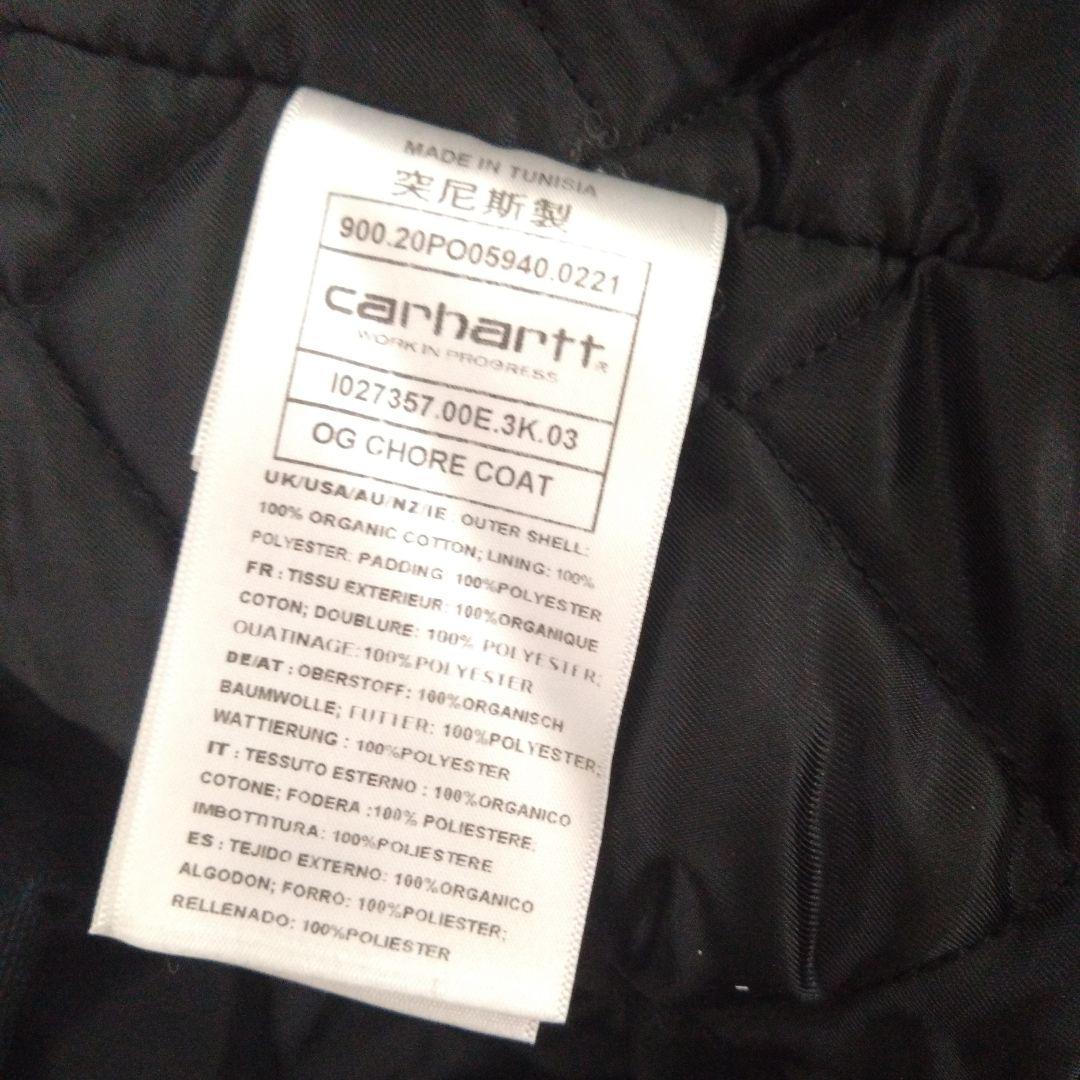 MADE IN TUNISIA
突尼斯製
900.20PO05940.0221
carhartt®
WORK IN PROGRESS
I027357.00E.3K.03
OG CHORE COAT
UK/USA/AU/NZ/IE: OUTER SHELL:
100% ORGANIC COTTON; LINING: 100%
POLYESTER; PADDING 100%POLYESTER
FR : TISSU EXTERIEUR: 100%ORGANIQUE
COTON; DOUBLURE: 100% POLYESTER;
OUATINAGE:100%POLYESTER
DE/AT : OBERSTOFF: 100%ORGANISCH
BAUMWOLLE; FUTTER: 100%POLYESTER;
WATTIERUNG : 100%POLYESTER
IT : TESSUTO ESTERNO : 100%ORGANICO
COTONE; FODERA :100% POLIESTERE;
IMBOTTITURA: 100%POLIESTERE
ES : TEJIDO EXTERNO: 100%ORGANICO
ALGODON; FORRO: 100%POLIESTER;
RELLENADO: 100%POLIESTER